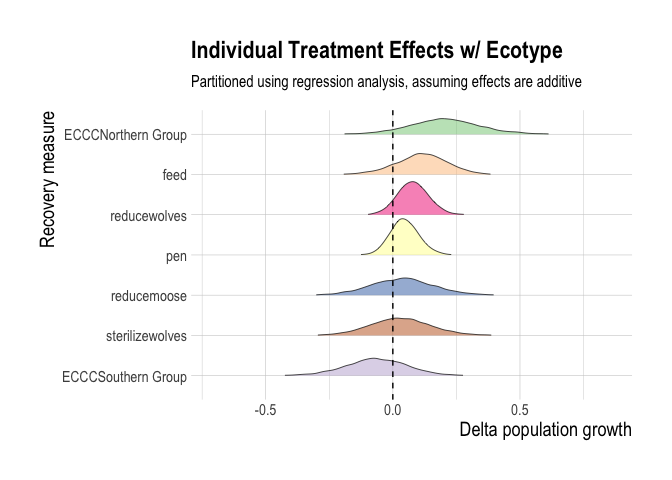 Individual Treatment Effects w/ Ecotype
Partitioned using regression analysis, assuming effects are additive
Recovery measure
ECCCNorthern Group
feed
reducewolves
pen
reducemoose
sterilizewolves
ECCCSouthern Group
-0.5 0.0 0.5
Delta population growth